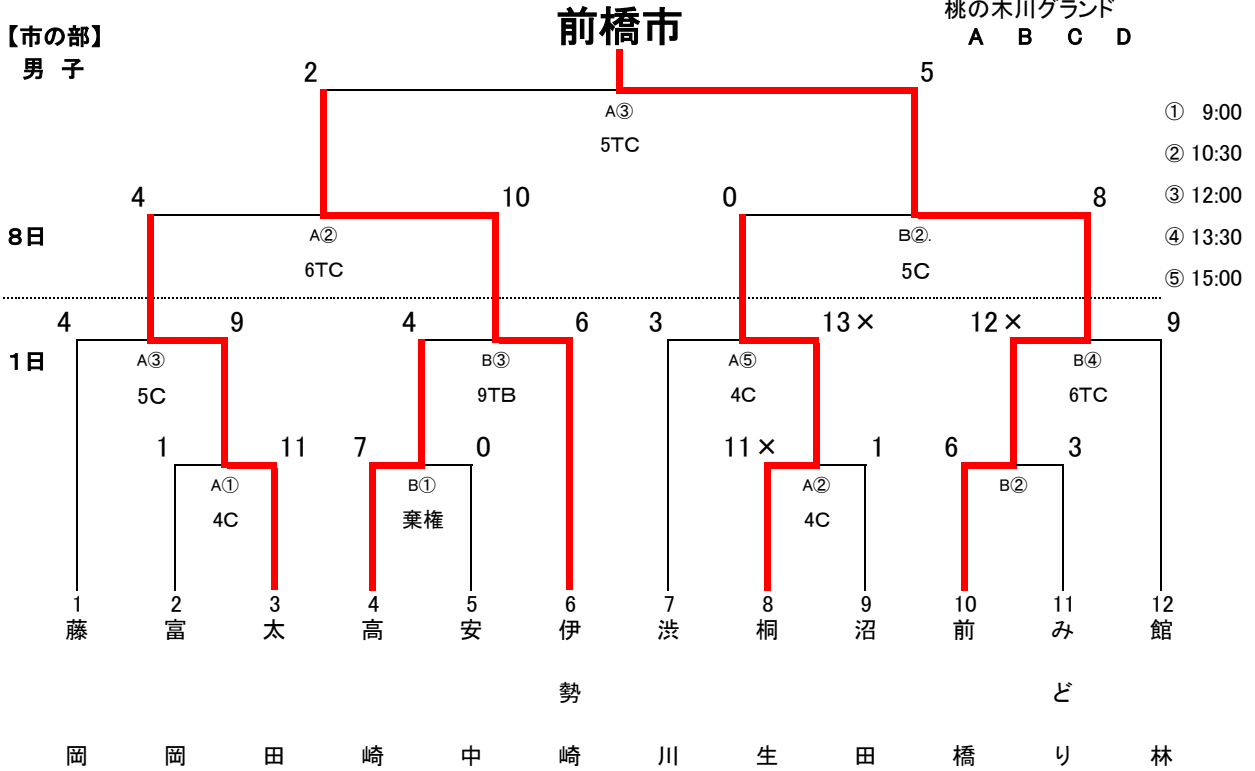 桃の木川グランド
【市の部】 前橋市 A B C D
男 子
2 5
A③ ① 9:00
5TC ② 10:30
4 10 0 8 ③ 12:00
8日 A② B②. ④ 13:30
6TC 5C ⑤ 15:00
4 9 4 6 3 13× 12× 9
1日 A③ B③ A⑤ B④
5C 9TB 4C 6TC
1 11 7 0 11× 1 6 3
A① B① A② B②
4C 棄権 4C
1 2 3 4 5 6 7 8 9 10 11 12
藤岡 富岡 太田 高崎 安中 伊勢崎 渋川 桐生 沼田 前橋 みどり 館林